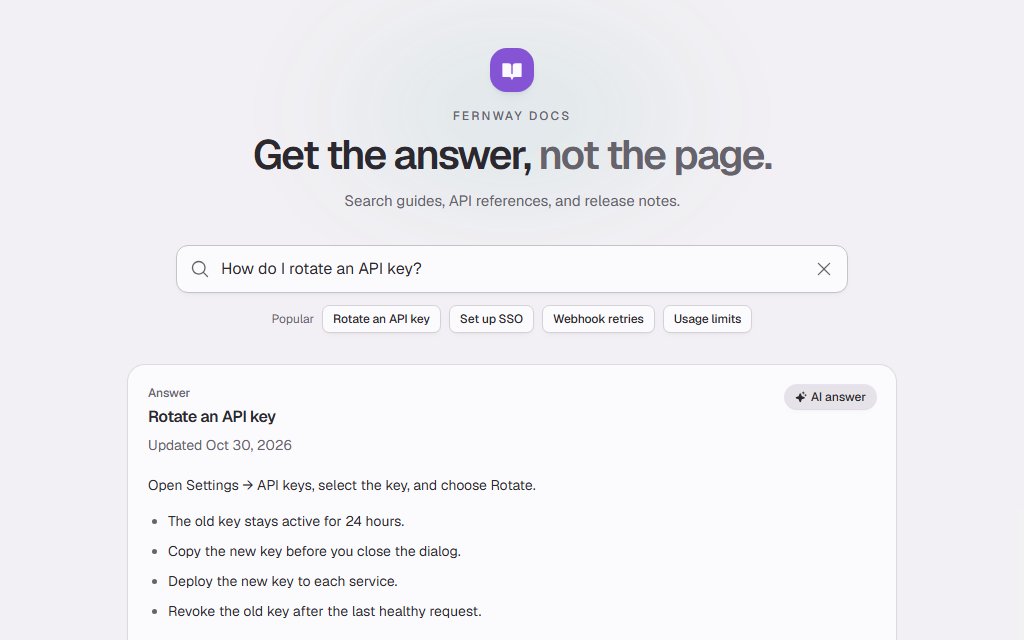 FERNWAY DOCS
Get the answer, not the page.
Search guides, API references, and release notes.
How do I rotate an API key?
Popular
Rotate an API key
Set up SSO
Webhook retries
Usage limits
Answer
AI answer
Rotate an API key
Updated Oct 30, 2026
Open Settings → API keys, select the key, and choose Rotate.
• The old key stays active for 24 hours.
• Copy the new key before you close the dialog.
• Deploy the new key to each service.
• Revoke the old key after the last healthy request.